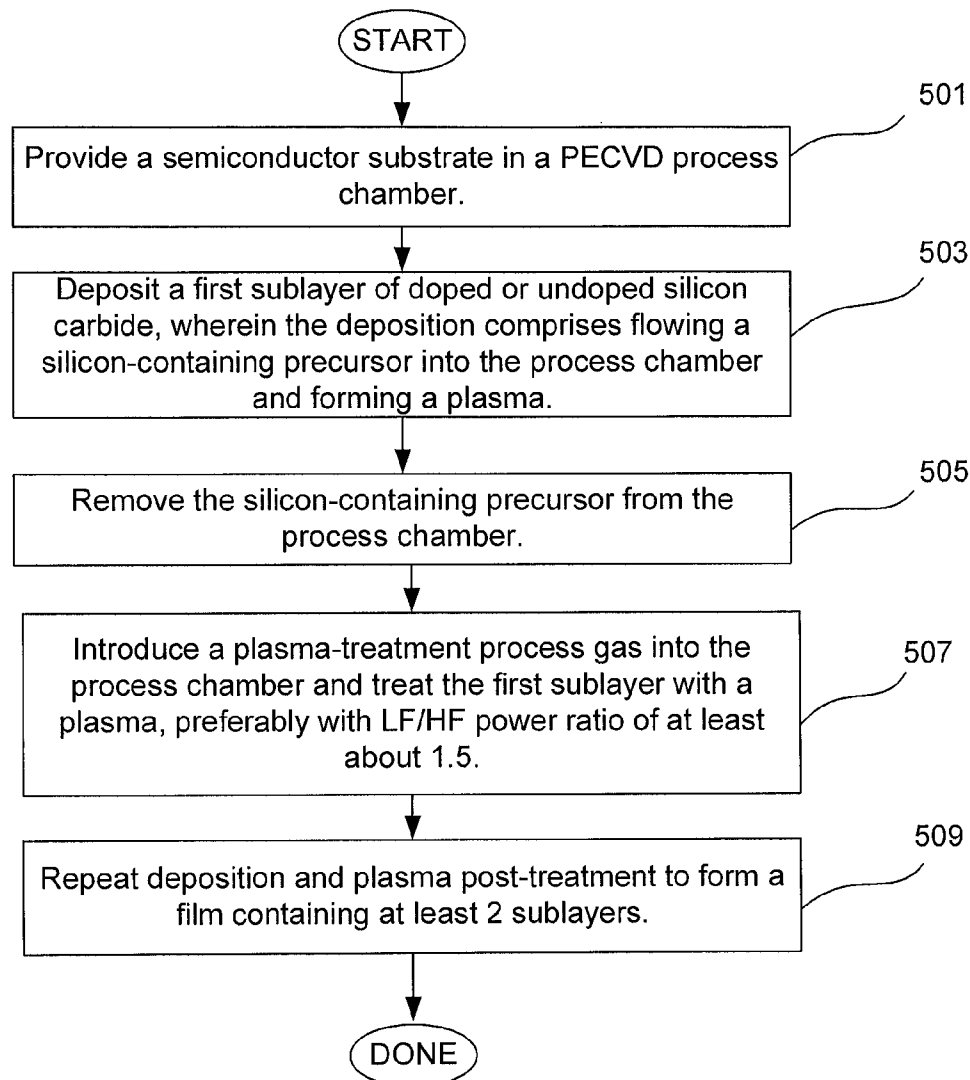 START
501
Provide a semiconductor substrate in a PECVD process
chamber.
503
Deposit a first sublayer of doped or undoped silicon
carbide, wherein the deposition comprises flowing a
silicon-containing precursor into the process chamber
and forming a plasma.
505
Remove the silicon-containing precursor from the
process chamber.
507
Introduce a plasma-treatment process gas into the
process chamber and treat the first sublayer with a
plasma, preferably with LF/HF power ratio of at least
about 1.5.
509
Repeat deposition and plasma post-treatment to form a
film containing at least 2 sublayers.
DONE